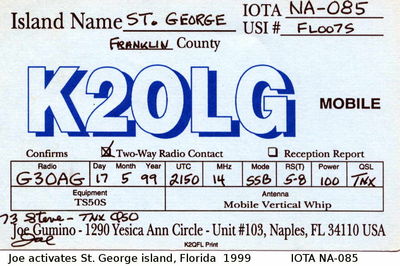 Island Name ST. GEORGE IOTA NA-085
USI # FL007S
FRANKLIN County
K2OLG MOBILE
Confirms ☒ Two-Way Radio Contact ☐ Reception Report
Radio Day Month Year UTC MHz Mode RS(T) Power QSL
G3OAG 17 5 99 2150 14 SSB 5-8 100 TNX
Equipment Antenna
TS50S Mobile Vertical Whip
73 Steve - TNX QSO
Joe Gumino - 1290 Yesica Ann Circle - Unit #103, Naples, FL 34110 USA
Joe
K2QFL Print
Joe activates St. George island, Florida 1999 IOTA NA-085